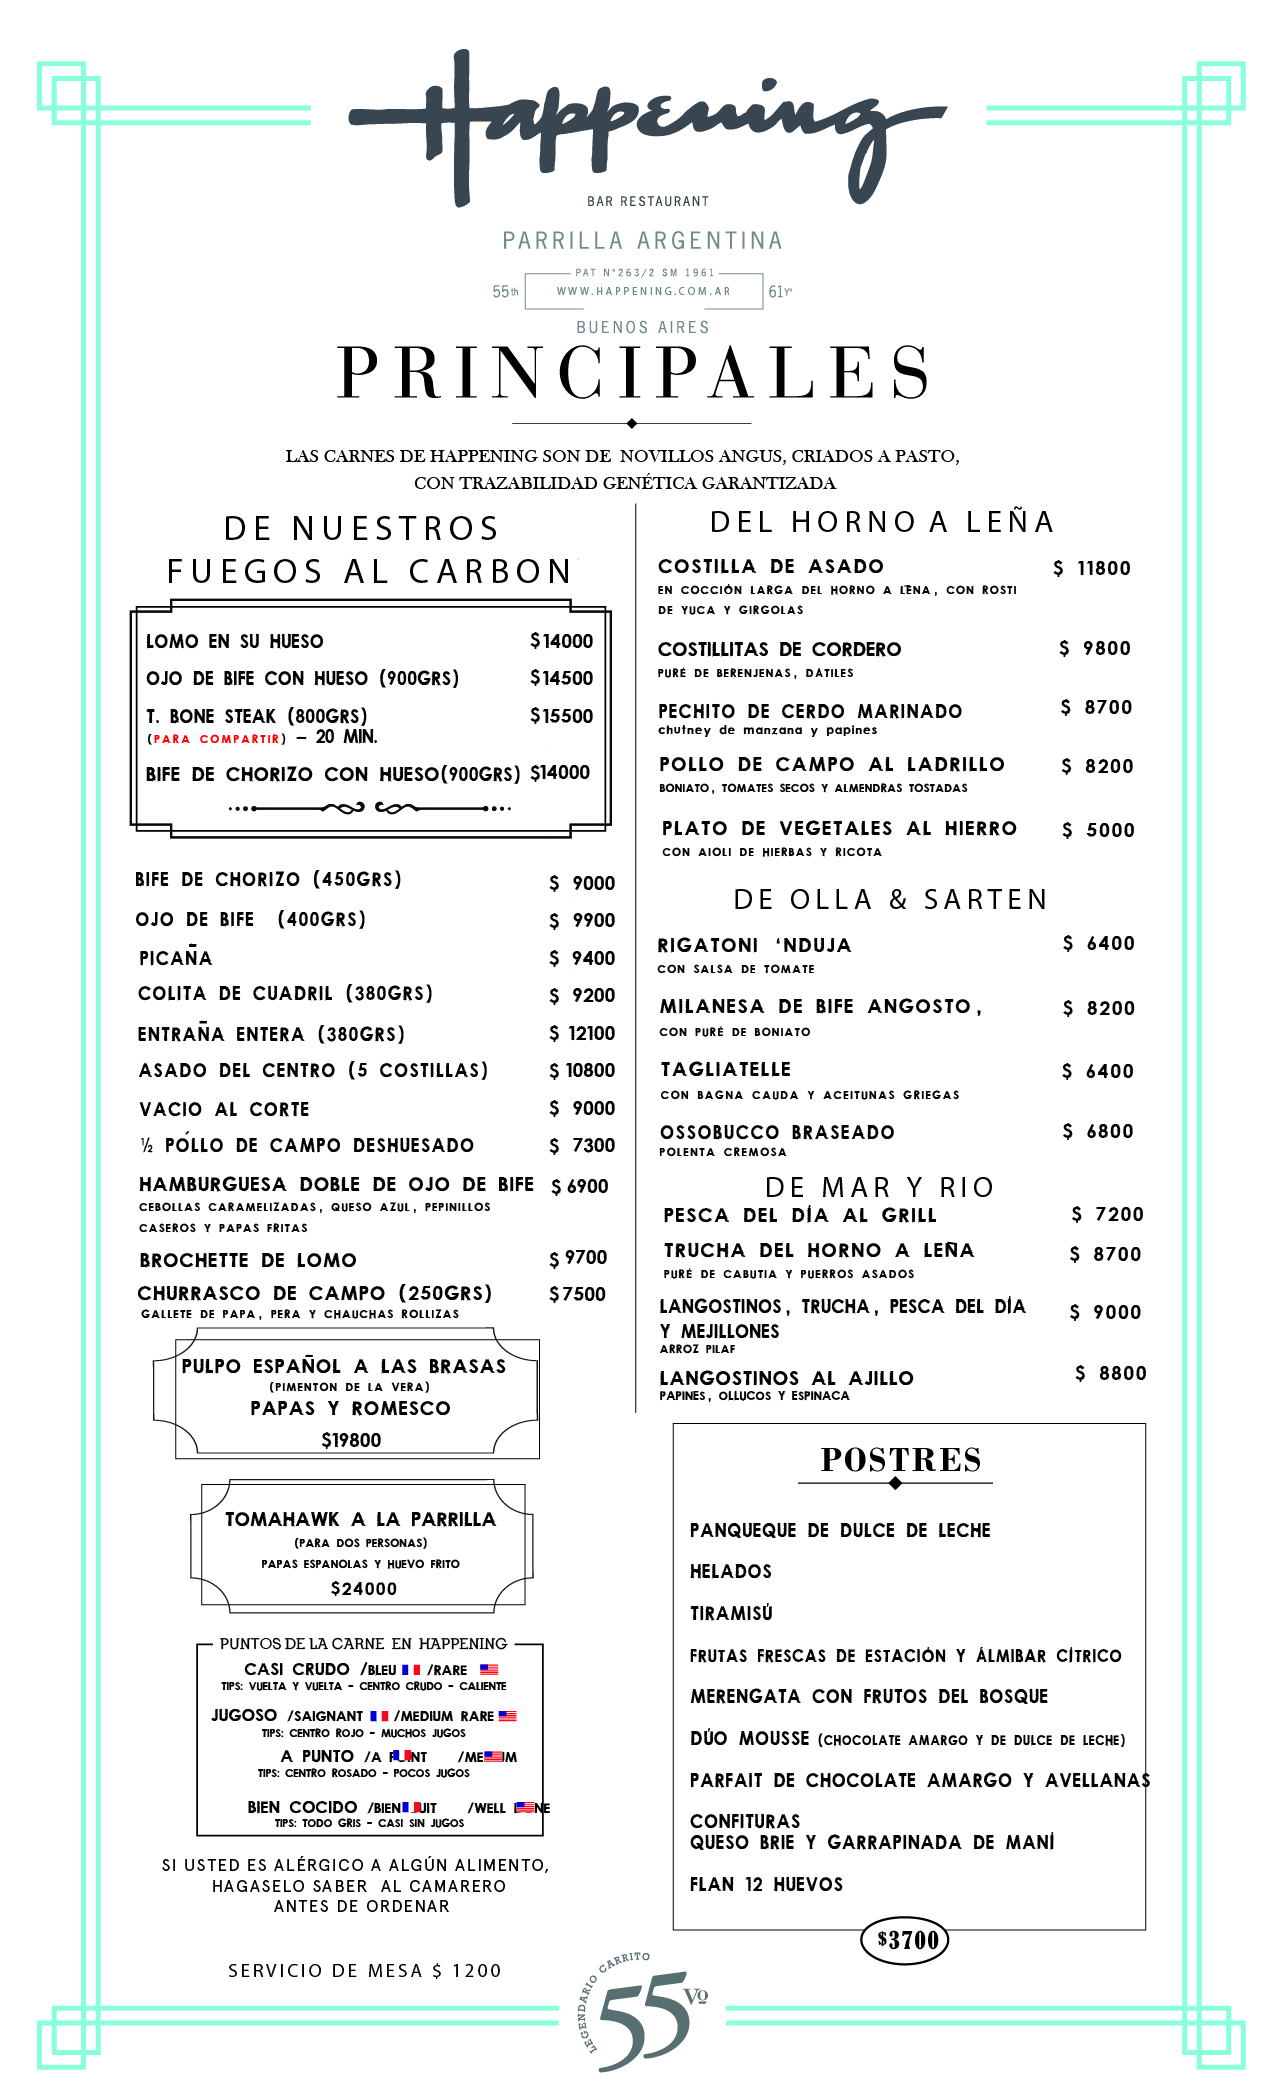 Happening
BAR RESTAURANT
PARRILLA ARGENTINA
PAT N°263/2 SM 1961
55th WWW.HAPPENING.COM.AR 61Yº
BUENOS AIRES
PRINCIPALES
LAS CARNES DE HAPPENING SON DE NOVILLOS ANGUS, CRIADOS A PASTO,
CON TRAZABILIDAD GENÉTICA GARANTIZADA
DE NUESTROS
FUEGOS AL CARBON
LOMO EN SU HUESO $14000
OJO DE BIFE CON HUESO (900GRS) $14500
T. BONE STEAK (800GRS) $15500
(PARA COMPARTIR) – 20 MIN.
BIFE DE CHORIZO CON HUESO(900GRS) $14000
BIFE DE CHORIZO (450GRS) $ 9000
OJO DE BIFE (400GRS) $ 9900
PICAÑA $ 9400
COLITA DE CUADRIL (380GRS) $ 9200
ENTRAÑA ENTERA (380GRS) $ 12100
ASADO DEL CENTRO (5 COSTILLAS) $ 10800
VACIO AL CORTE $ 9000
½ PÓLLO DE CAMPO DESHUESADO $ 7300
HAMBURGUESA DOBLE DE OJO DE BIFE $ 6900
CEBOLLAS CARAMELIZADAS, QUESO AZUL, PEPINILLOS
CASEROS Y PAPAS FRITAS
BROCHETTE DE LOMO $ 9700
CHURRASCO DE CAMPO (250GRS) $ 7500
GALLETE DE PAPA, PERA Y CHAUCHAS ROLLIZAS
PULPO ESPAÑOL A LAS BRASAS
(PIMENTON DE LA VERA)
PAPAS Y ROMESCO
$19800
TOMAHAWK A LA PARRILLA
(PARA DOS PERSONAS)
PAPAS ESPANOLAS Y HUEVO FRITO
$24000
PUNTOS DE LA CARNE EN HAPPENING
CASI CRUDO /BLEU /RARE
TIPS: VUELTA Y VUELTA - CENTRO CRUDO - CALIENTE
JUGOSO /SAIGNANT /MEDIUM RARE
TIPS: CENTRO ROJO - MUCHOS JUGOS
A PUNTO /A
TIPS: CENTRO ROSADO - POCOS JUGOS
BIEN COCIDO /BIEN /WELL
TIPS: TODO GRIS - CASI SIN JUGOS
SI USTED ES ALÉRGICO A ALGÚN ALIMENTO,
HAGASELO SABER AL CAMARERO
ANTES DE ORDENAR
SERVICIO DE MESA $ 1200
DEL HORNO A LEÑA
COSTILLA DE ASADO $ 11800
EN COCCIÓN LARGA DEL HORNO A LEÑA, CON ROSTI
DE YUCA Y GIRGOLAS
COSTILLITAS DE CORDERO $ 9800
PURÉ DE BERENJENAS, DÁTILES
PECHITO DE CERDO MARINADO $ 8700
chutney de manzana y papines
POLLO DE CAMPO AL LADRILLO $ 8200
BONIATO, TOMATES SECOS Y ALMENDRAS TOSTADAS
PLATO DE VEGETALES AL HIERRO $ 5000
CON AIOLI DE HIERBAS Y RICOTA
DE OLLA & SARTEN
RIGATONI ‘NDUJA $ 6400
CON SALSA DE TOMATE
MILANESA DE BIFE ANGOSTO, $ 8200
CON PURÉ DE BONIATO
TAGLIATELLE $ 6400
CON BAGNA CAUDA Y ACEITUNAS GRIEGAS
OSSOBUCCO BRASEADO $ 6800
POLENTA CREMOSA
DE MAR Y RIO
PESCA DEL DÍA AL GRILL $ 7200
TRUCHA DEL HORNO A LEÑA $ 8700
PURÉ DE CABUTIA Y PUERROS ASADOS
LANGOSTINOS, TRUCHA, PESCA DEL DÍA $ 9000
Y MEJILLONES
ARROZ PILAF
LANGOSTINOS AL AJILLO $ 8800
PAPINES, OLLUCOS Y ESPINACA
POSTRES
PANQUEQUE DE DULCE DE LECHE
HELADOS
TIRAMISÚ
FRUTAS FRESCAS DE ESTACIÓN Y ÁLMIBAR CÍTRICO
MERENGATA CON FRUTOS DEL BOSQUE
DÚO MOUSSE (CHOCOLATE AMARGO Y DE DULCE DE LECHE)
PARFAIT DE CHOCOLATE AMARGO Y AVELLANAS
CONFITURAS
QUESO BRIE Y GARRAPINADA DE MANÍ
FLAN 12 HUEVOS
$3700
LEGENDARIO CARRITO
55 Vº